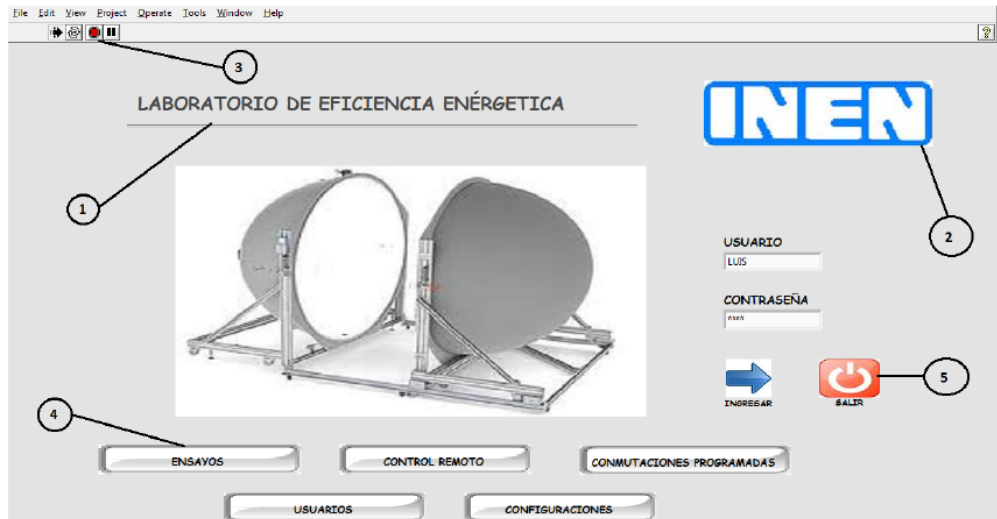 File Edit View Project Operate Tools Window Help
3
LABORATORIO DE EFICIENCIA ENÉRGETICA
INEN
1
2
USUARIO
LUIS
CONTRASEÑA
****
5
INGRESAR SALIR
4
ENSAYOS CONTROL REMOTO CONMUTACIONES PROGRAMADAS
USUARIOS CONFIGURACIONES